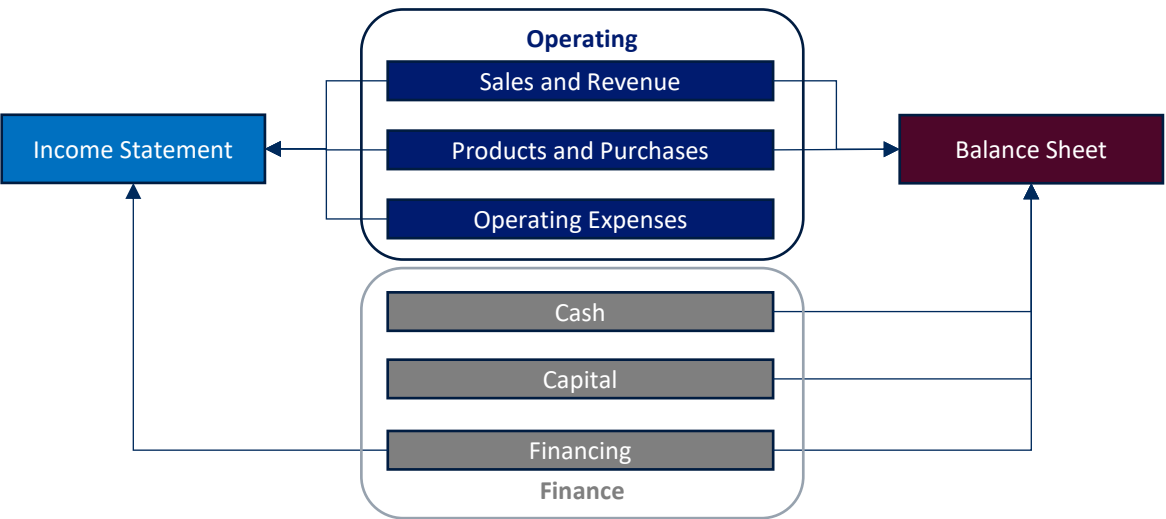 Operating
Sales and Revenue
Income Statement
Products and Purchases
Balance Sheet
Operating Expenses
Cash
Capital
Financing
Finance